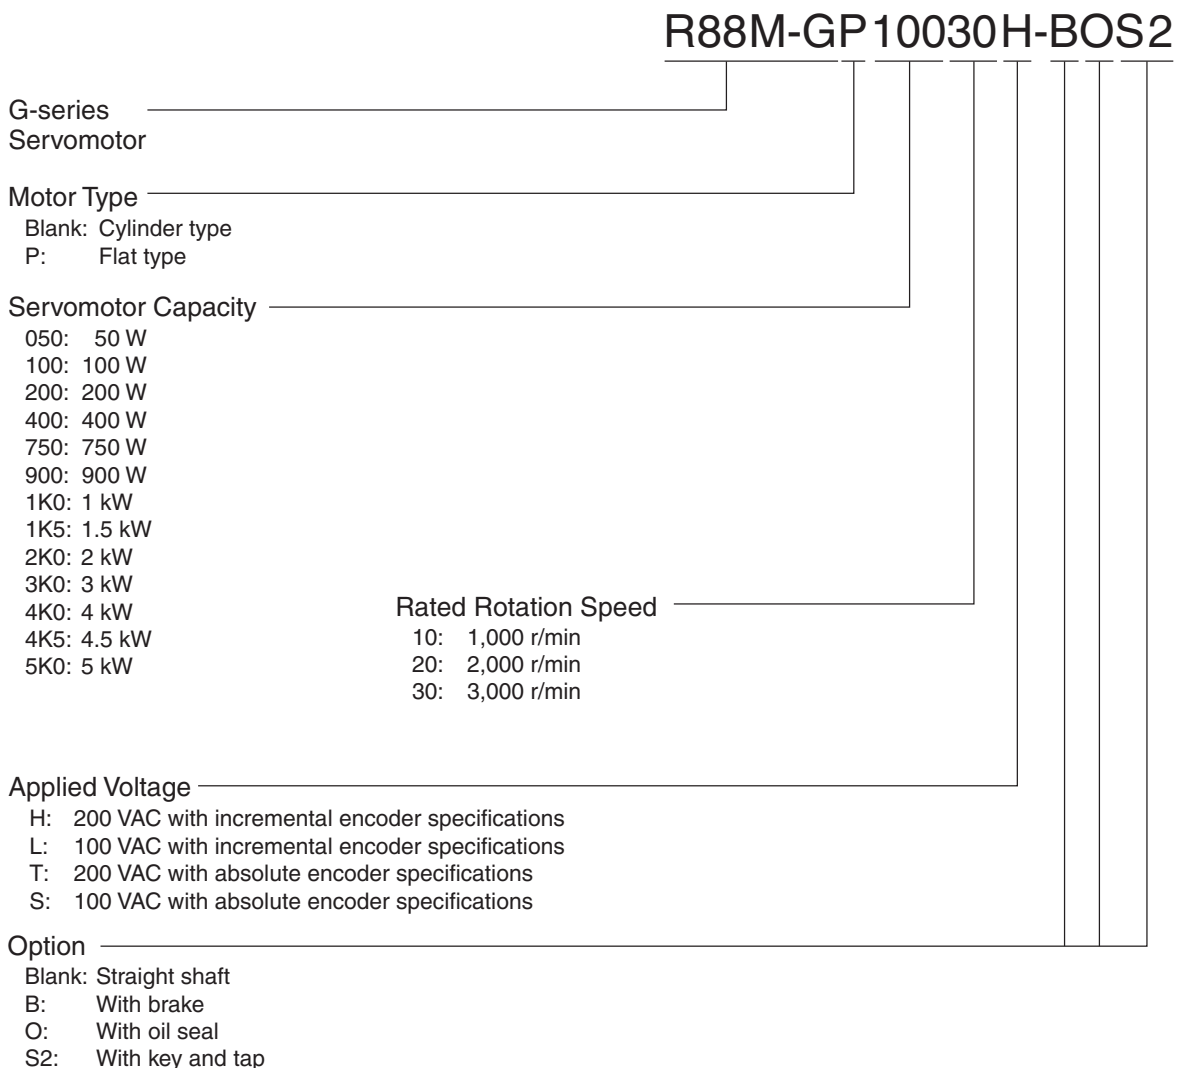 R88M-GP10030H-BOS2
G-series
Servomotor
Motor Type
Blank: Cylinder type
P: Flat type
Servomotor Capacity
050: 50 W
100: 100 W
200: 200 W
400: 400 W
750: 750 W
900: 900 W
1K0: 1 kW
1K5: 1.5 kW
2K0: 2 kW
3K0: 3 kW
4K0: 4 kW
4K5: 4.5 kW
5K0: 5 kW
Rated Rotation Speed
10: 1,000 r/min
20: 2,000 r/min
30: 3,000 r/min
Applied Voltage
H: 200 VAC with incremental encoder specifications
L: 100 VAC with incremental encoder specifications
T: 200 VAC with absolute encoder specifications
S: 100 VAC with absolute encoder specifications
Option
Blank: Straight shaft
B: With brake
O: With oil seal
S2: With key and tap